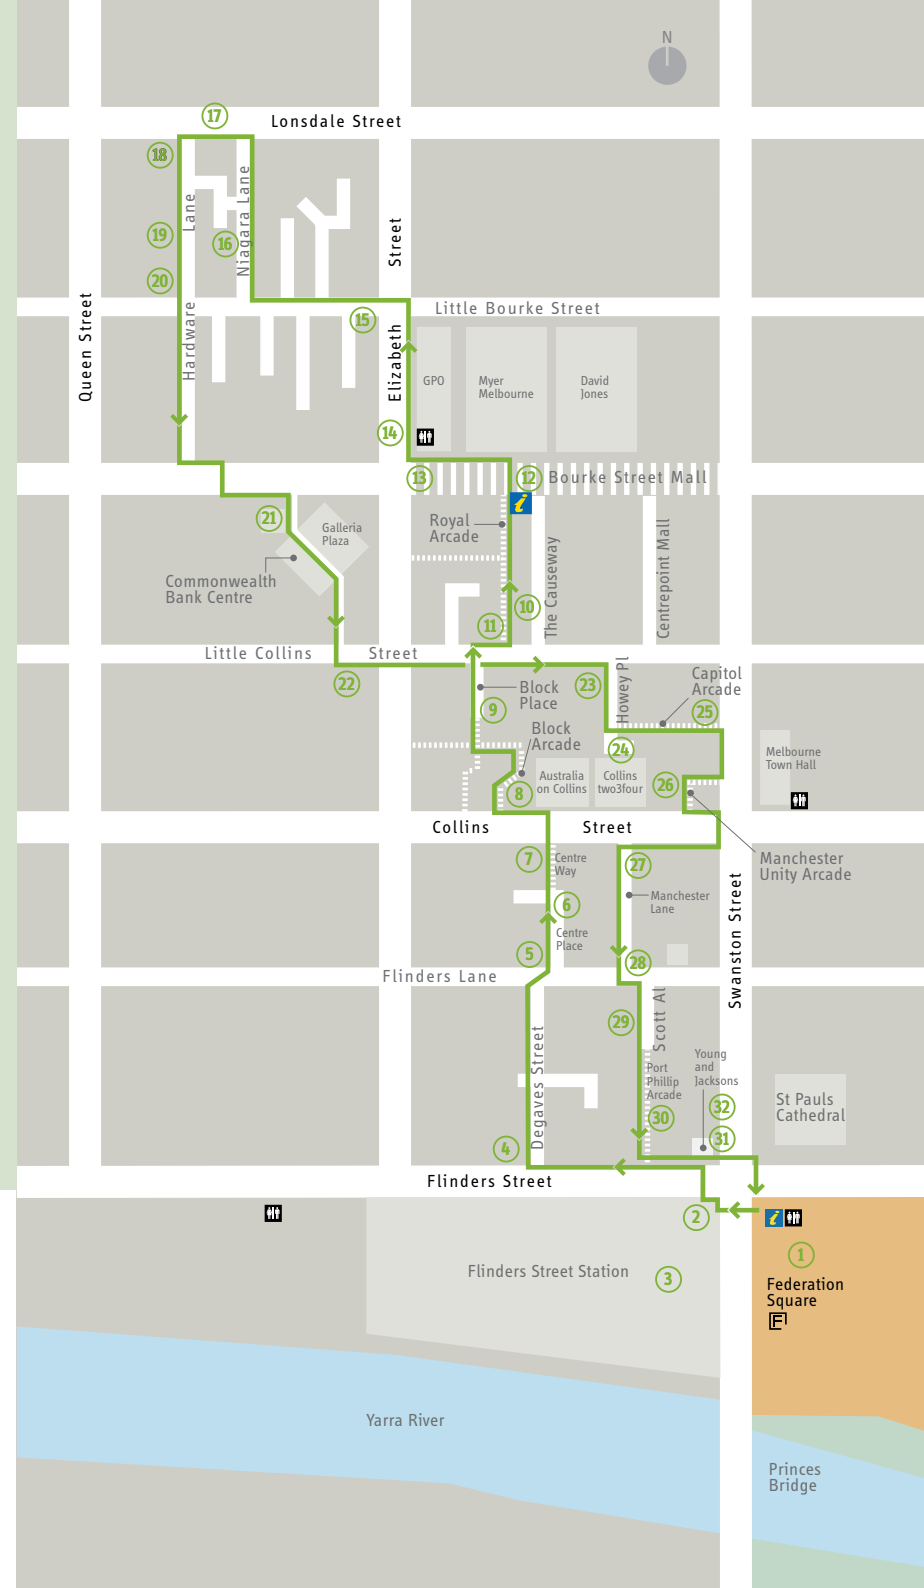 N
17
Lonsdale Street
18
Lane
Niagara Lane
19
16
Street
20
Queen Street
Little Bourke Street
15
Hardware
Elizabeth
GPO
Myer
Melbourne
David
Jones
14
13
12
Bourke Street Mall
i
21
Galleria
Plaza
Royal
Arcade
The Causeway
Centrepoint Mall
Commonwealth
Bank Centre
10
11
Little Collins Street
22
23
Howey Pl
Block
Place
Capitol
Arcade
9
25
Block
Arcade
24
Melbourne
Town Hall
Australia
on Collins
Collins
two3four
26
8
Collins Street
7
Centre
Way
27
Manchester
Unity Arcade
6
Manchester
Lane
Swanston Street
5
Centre
Place
28
Flinders Lane
29
Scott Al
Degaves Street
Port
Phillip
Arcade
Young
and
Jacksons
30
32
31
St Pauls
Cathedral
4
Flinders Street
2
i
1
Flinders Street Station
3
Federation
Square
F
Yarra River
Princes
Bridge